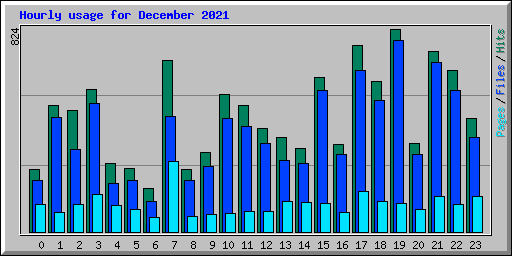 Hourly usage for December 2021
824
Pages/Files/Hits
0 1 2 3 4 5 6 7 8 9 10 11 12 13 14 15 16 17 18 19 20 21 22 23